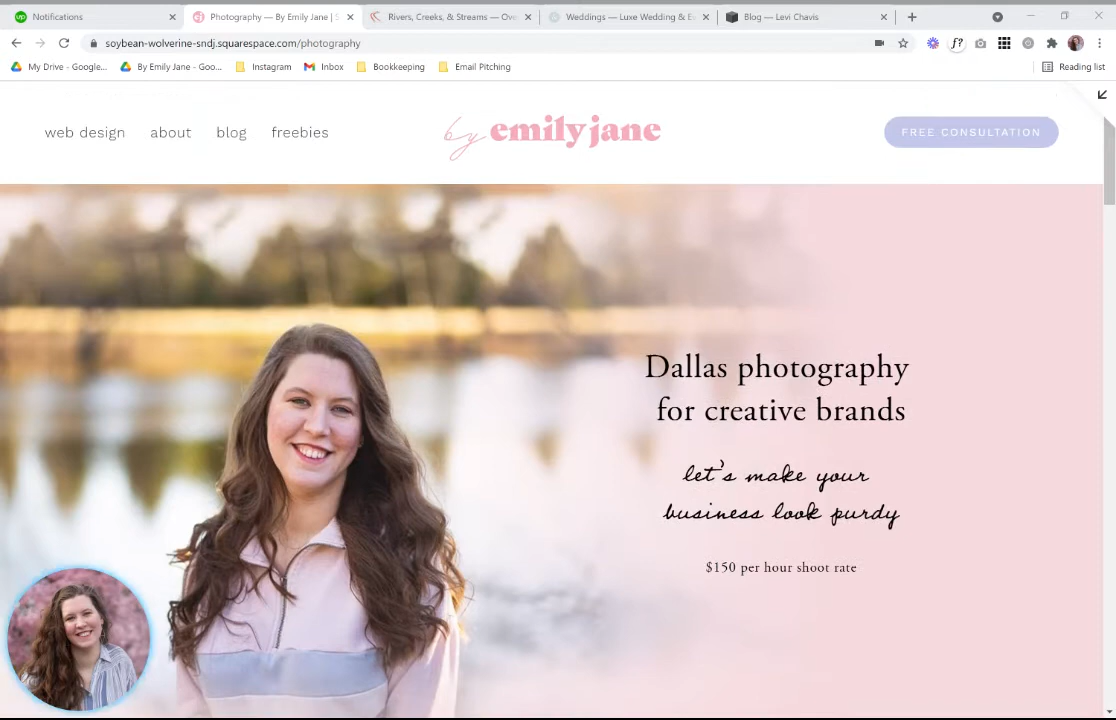 Notifications
Photography — By Emily Jane | S
Rivers, Creeks, & Streams — Ove
Weddings — Luxe Wedding & E
Blog — Levi Chavis
soybean-wolverine-sndj.squarespace.com/photography
My Drive - Google...
By Emily Jane - Goo...
Instagram
Inbox
Bookkeeping
Email Pitching
Reading list
web design
about
blog
freebies
by emily jane
FREE CONSULTATION
Dallas photography
for creative brands
let's make your
business look purdy
$150 per hour shoot rate